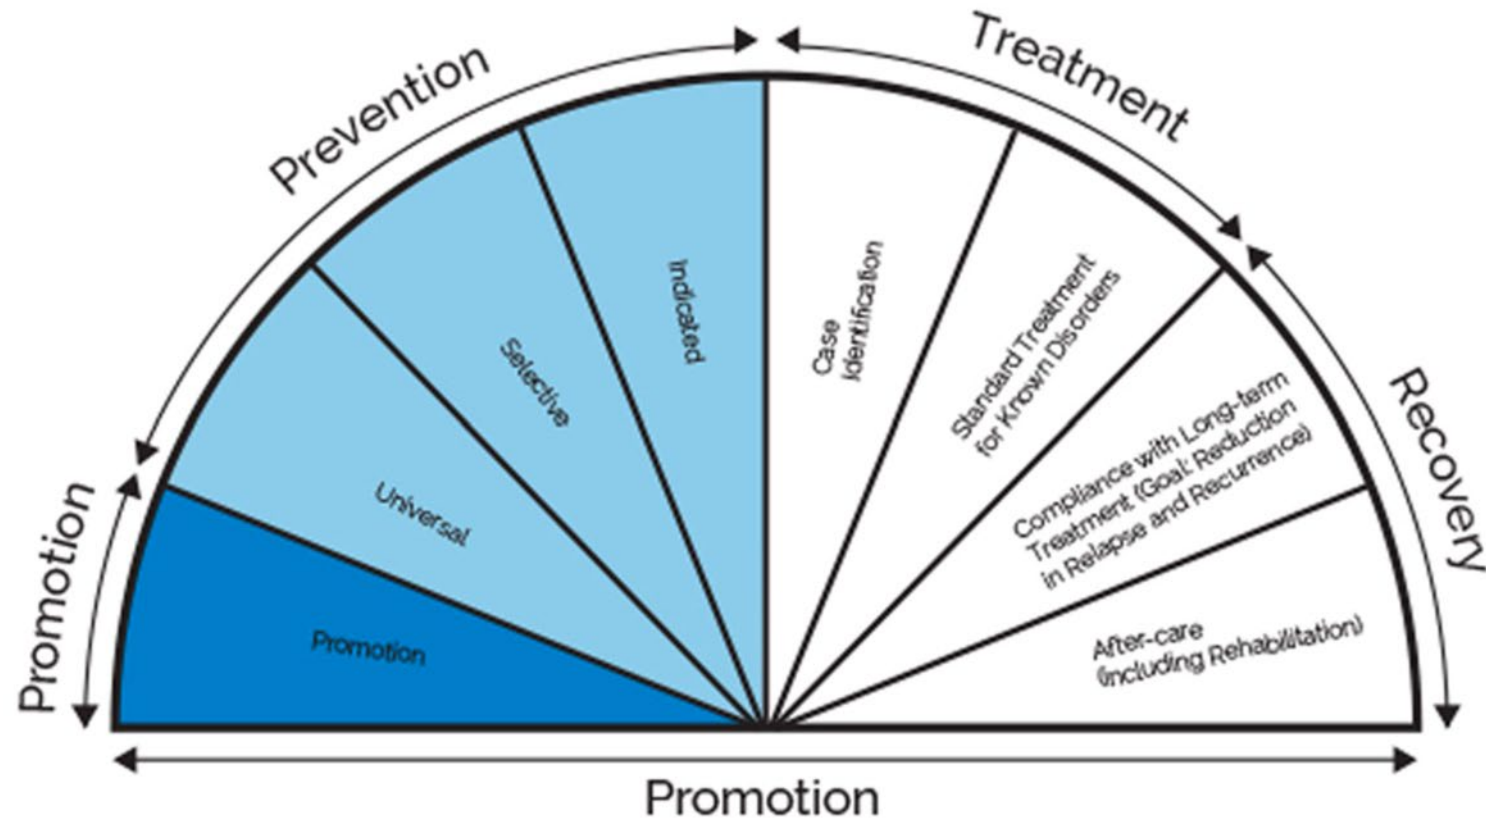 Prevention
Treatment
Promotion
Recovery
Promotion
Universal
Selective
Indicated
Case
Identification
Standard Treatment
for Known Disorders
Compliance with Long-term
Treatment (Goal: Reduction
in Relapse and Recurrence)
After-care
(Including Rehabilitation)
Promotion